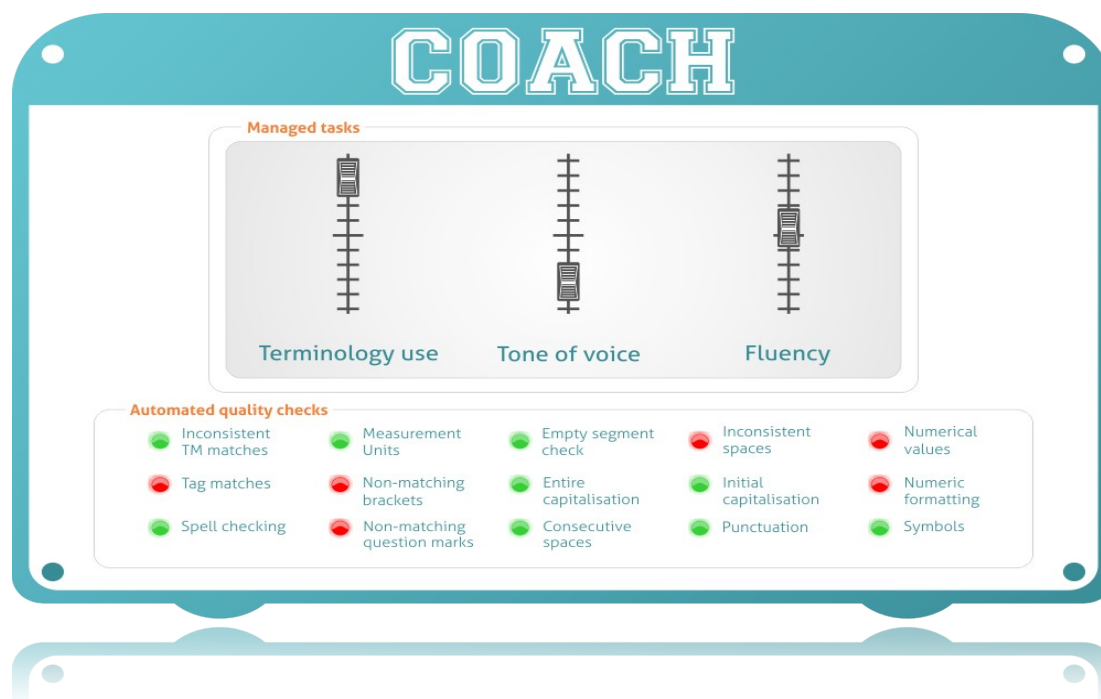 COACH
Managed tasks
Terminology use
Tone of voice
Fluency
Automated quality checks
Inconsistent
TM matches
Measurement
Units
Empty segment
check
Inconsistent
spaces
Numerical
values
Tag matches
Non-matching
brackets
Entire
capitalisation
Initial
capitalisation
Numeric
formatting
Spell checking
Non-matching
question marks
Consecutive
spaces
Punctuation
Symbols